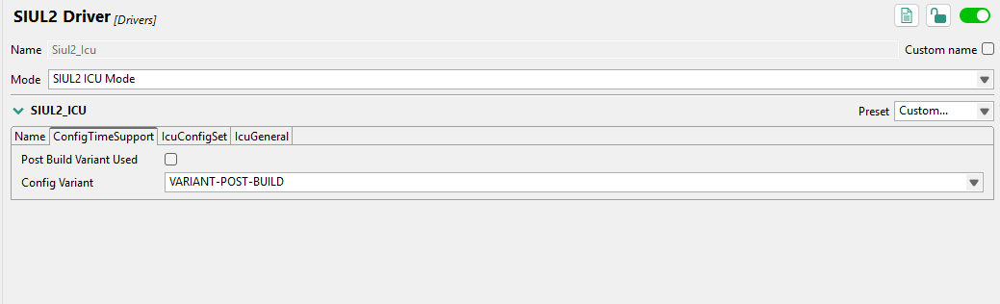 SIUL2 Driver [Drivers]
Name Siul2_Icu Custom name
Mode SIUL2 ICU Mode
SIUL2_ICU Preset Custom...
Name ConfigTimeSupport IcuConfigSet IcuGeneral
Post Build Variant Used
Config Variant VARIANT-POST-BUILD